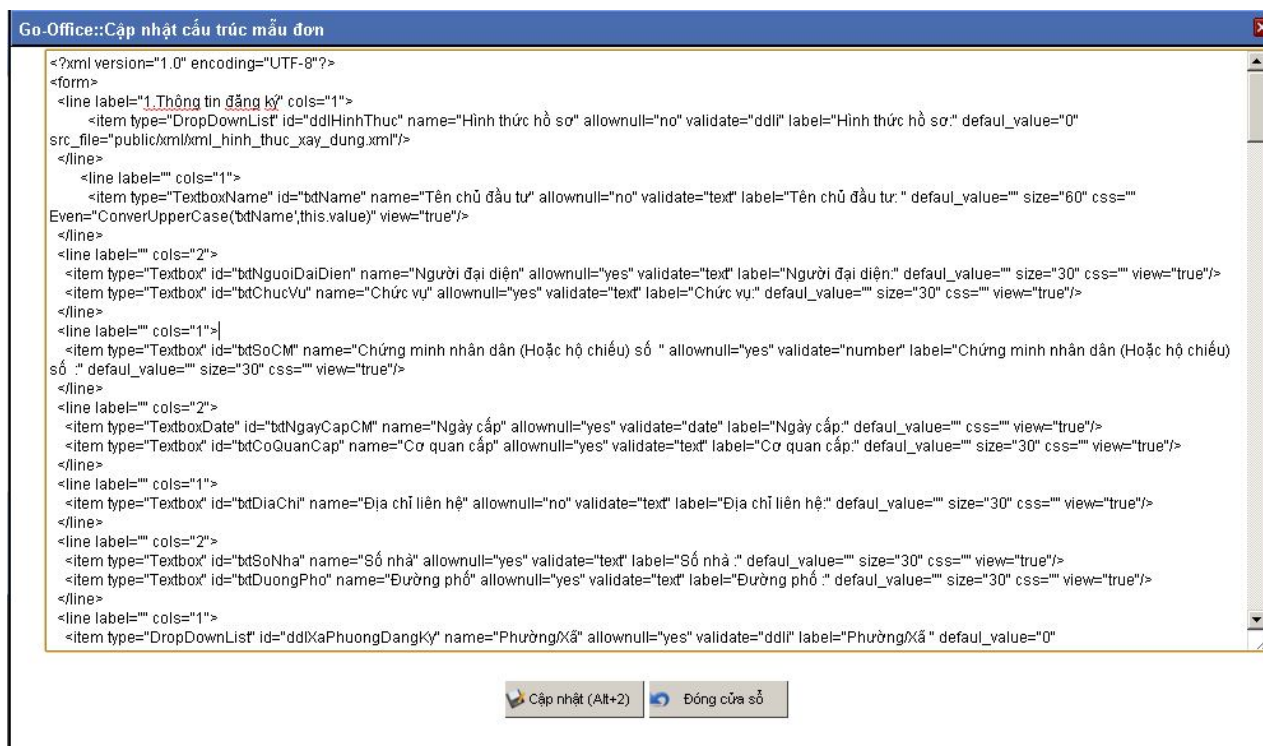 Go-Office::Cập nhật cấu trúc mẫu đơn
<?xml version="1.0" encoding="UTF-8"?>
<form>
<line label="1.Thông tin đăng ký" cols="1">
<item type="DropDownList" id="ddlHinhThuc" name="Hình thức hồ sơ" allownull="no" validate="ddli" label="Hình thức hồ sơ:" defaul_value="0"
src_file="public/xml/xml_hinh_thuc_xay_dung.xml"/>
</line>
<line label="" cols="1">
<item type="TextboxName" id="txtName" name="Tên chủ đầu tư" allownull="no" validate="text" label="Tên chủ đầu tư: " defaul_value="" size="60" css=""
Even="ConverUpperCase('txtName',this.value)" view="true"/>
</line>
<line label="" cols="2">
<item type="Textbox" id="txtNguoiDaiDien" name="Người đại diện" allownull="yes" validate="text" label="Người đại diện:" defaul_value="" size="30" css="" view="true"/>
<item type="Textbox" id="txtChucVu" name="Chức vụ" allownull="yes" validate="text" label="Chức vụ:" defaul_value="" size="30" css="" view="true"/>
</line>
<line label="" cols="1">
<item type="Textbox" id="txtSoCM" name="Chứng minh nhân dân (Hoặc hộ chiếu) số " allownull="yes" validate="number" label="Chứng minh nhân dân (Hoặc hộ chiếu)
số :" defaul_value="" size="30" css="" view="true"/>
</line>
<line label="" cols="2">
<item type="TextboxDate" id="txtNgayCapCM" name="Ngày cấp" allownull="yes" validate="date" label="Ngày cấp:" defaul_value="" css="" view="true"/>
<item type="Textbox" id="txtCoQuanCap" name="Cơ quan cấp" allownull="yes" validate="text" label="Cơ quan cấp:" defaul_value="" size="30" css="" view="true"/>
</line>
<line label="" cols="1">
<item type="Textbox" id="txtDiaChi" name="Địa chỉ liên hệ" allownull="no" validate="text" label="Địa chỉ liên hệ:" defaul_value="" size="30" css="" view="true"/>
</line>
<line label="" cols="2">
<item type="Textbox" id="txtSoNha" name="Số nhà" allownull="yes" validate="text" label="Số nhà :" defaul_value="" size="30" css="" view="true"/>
<item type="Textbox" id="txtDuongPho" name="Đường phố" allownull="yes" validate="text" label="Đường phố :" defaul_value="" size="30" css="" view="true"/>
</line>
<line label="" cols="1">
<item type="DropDownList" id="ddlXaPhuongDangKy" name="Phường/Xã" allownull="yes" validate="ddli" label="Phường/Xã " defaul_value="0"
Cập nhật (Alt+2) Đóng cửa sổ